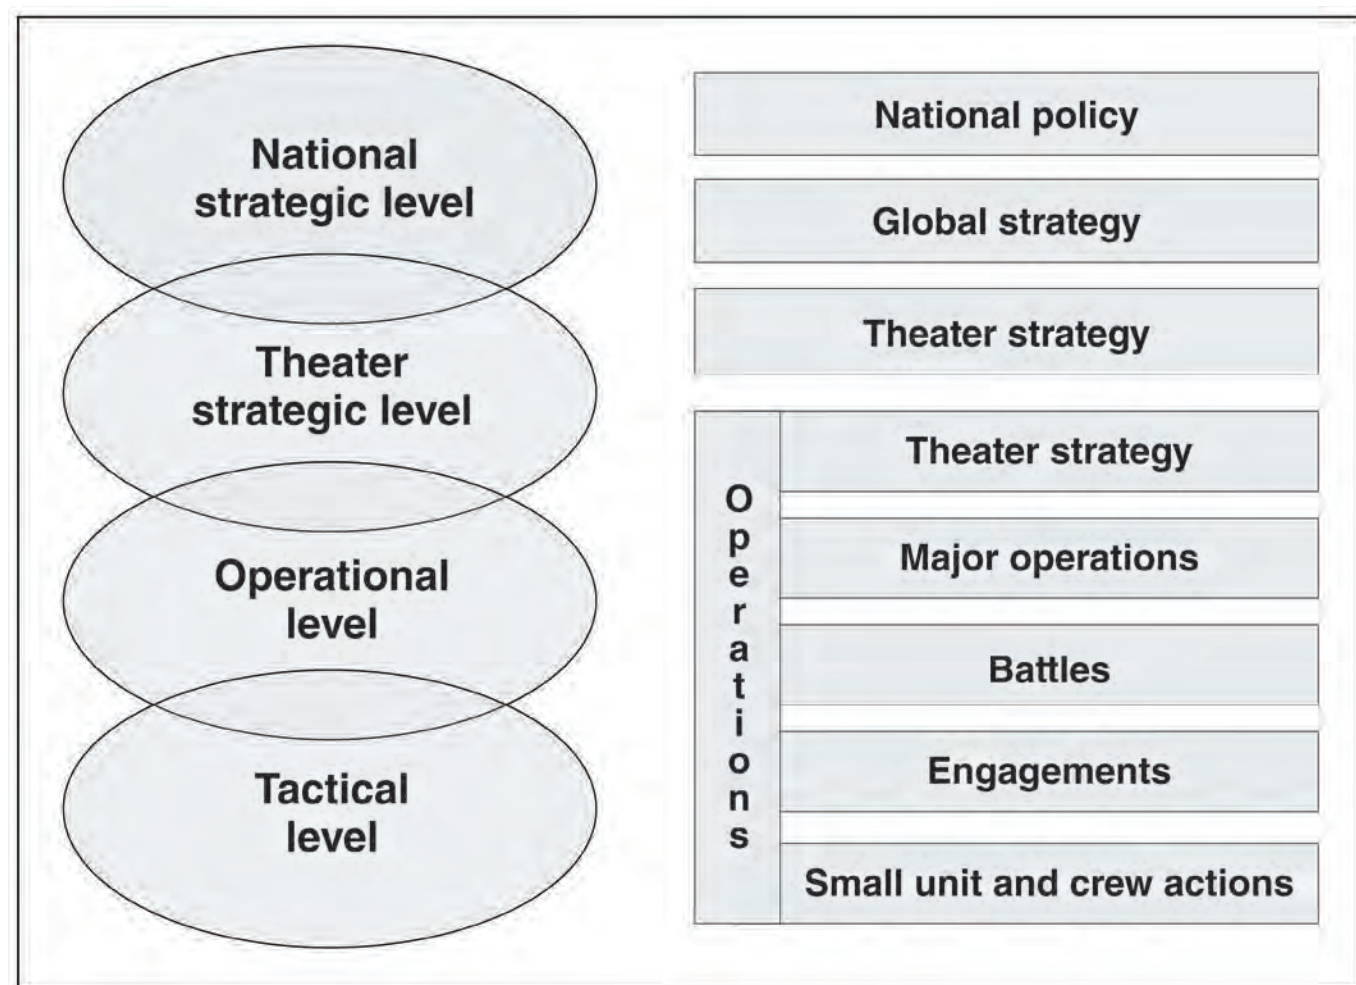 National
strategic level
Theater
strategic level
Operational
level
Tactical
level
National policy
Global strategy
Theater strategy
Operations
Theater strategy
Major operations
Battles
Engagements
Small unit and crew actions